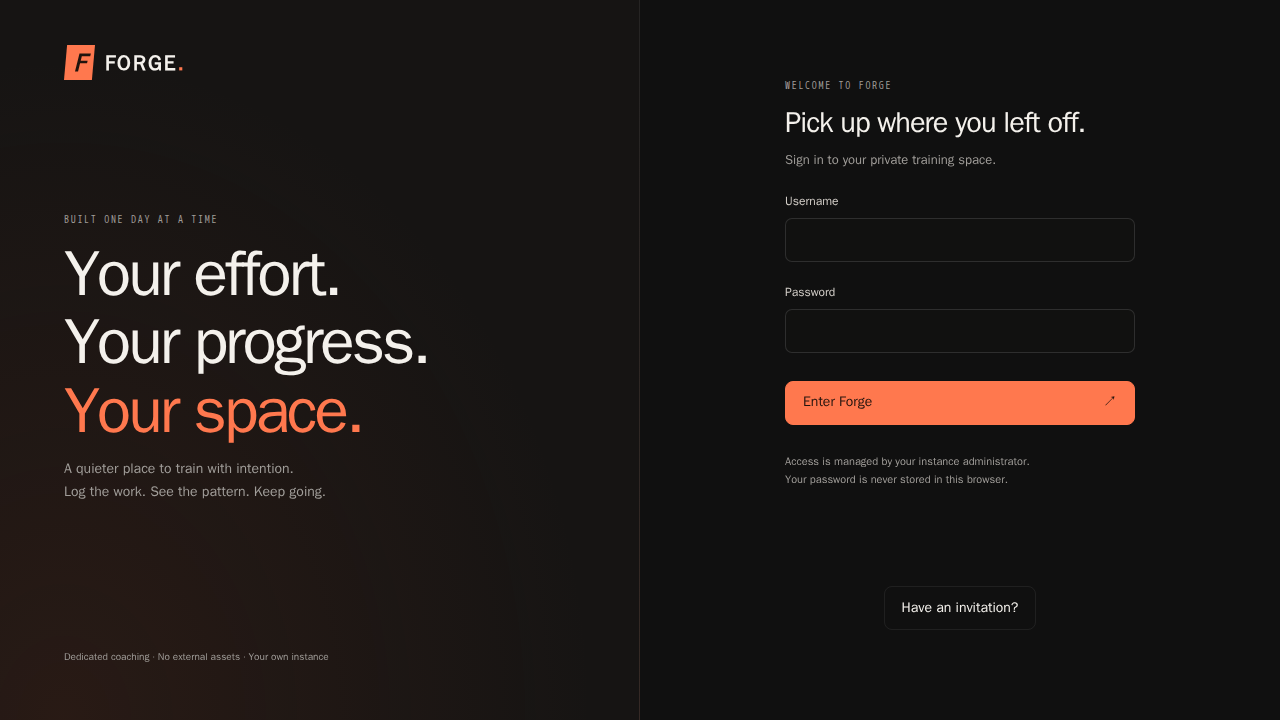 F FORGE.
BUILT ONE DAY AT A TIME
Your effort.
Your progress.
Your space.
A quieter place to train with intention.
Log the work. See the pattern. Keep going.
Dedicated coaching · No external assets · Your own instance
WELCOME TO FORGE
Pick up where you left off.
Sign in to your private training space.
Username
Password
Enter Forge ↗
Access is managed by your instance administrator.
Your password is never stored in this browser.
Have an invitation?